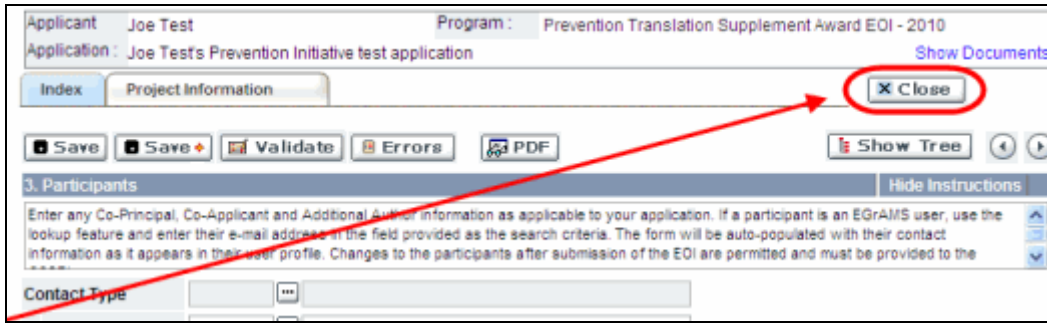 Applicant Joe Test Program : Prevention Translation Supplement Award EOI - 2010
Application : Joe Test's Prevention Initiative test application Show Documents
Index Project Information Close
Save Save Validate Errors PDF Show Tree
3. Participants Hide Instructions
Enter any Co-Principal, Co-Applicant and Additional Author information as applicable to your application. If a participant is an EGrAMS user, use the
lookup feature and enter their e-mail address in the field provided as the search criteria. The form will be auto-populated with their contact
information as it appears in their user profile. Changes to the participants after submission of the EOI are permitted and must be provided to the
Contact Type